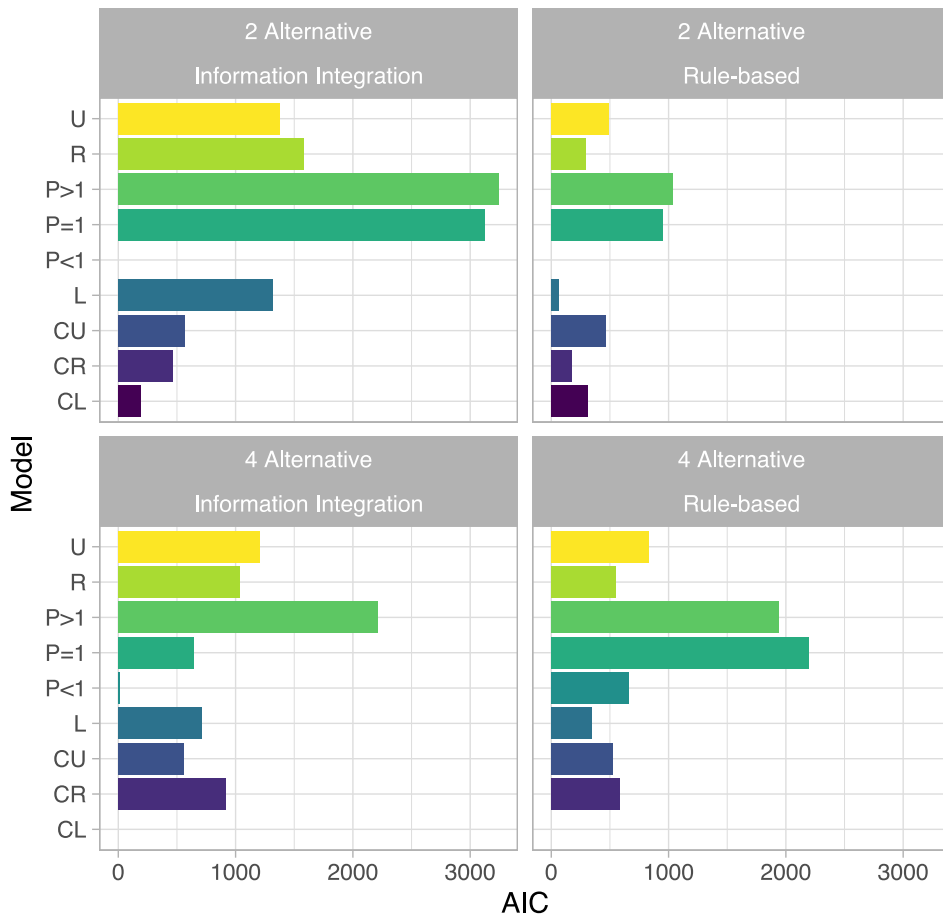 2 Alternative
Information Integration
2 Alternative
Rule-based
U
R
P>1
P=1
P<1
L
CU
CR
CL
4 Alternative
Information Integration
4 Alternative
Rule-based
U
R
P>1
P=1
P<1
L
CU
CR
CL
Model
0 1000 2000 3000
0 1000 2000 3000
AIC